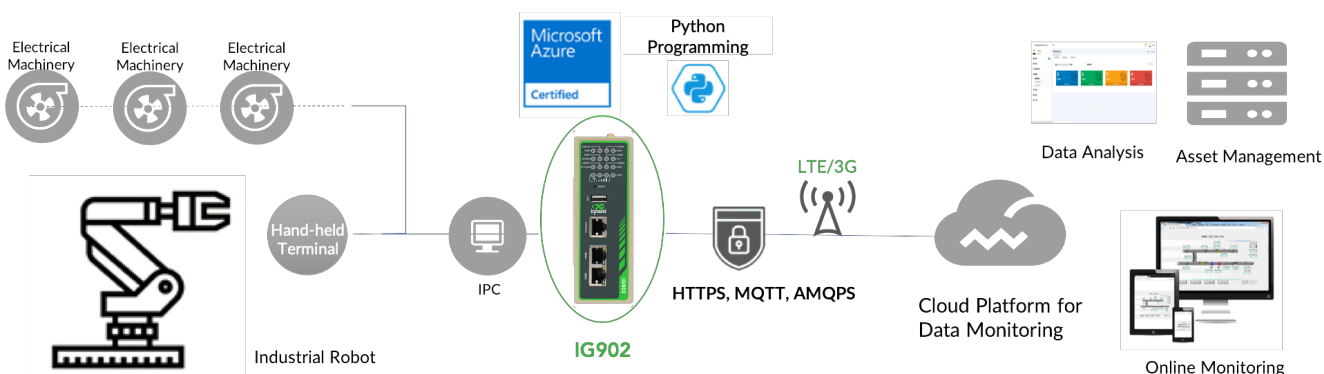 Electrical
Machinery
Electrical
Machinery
Electrical
Machinery
Microsoft
Azure
Certified
Python
Programming
LTE/3G
Data Analysis
Asset Management
Hand-held
Terminal
IPC
HTTPS, MQTT, AMQPS
Cloud Platform for
Data Monitoring
Industrial Robot
IG902
Online Monitoring